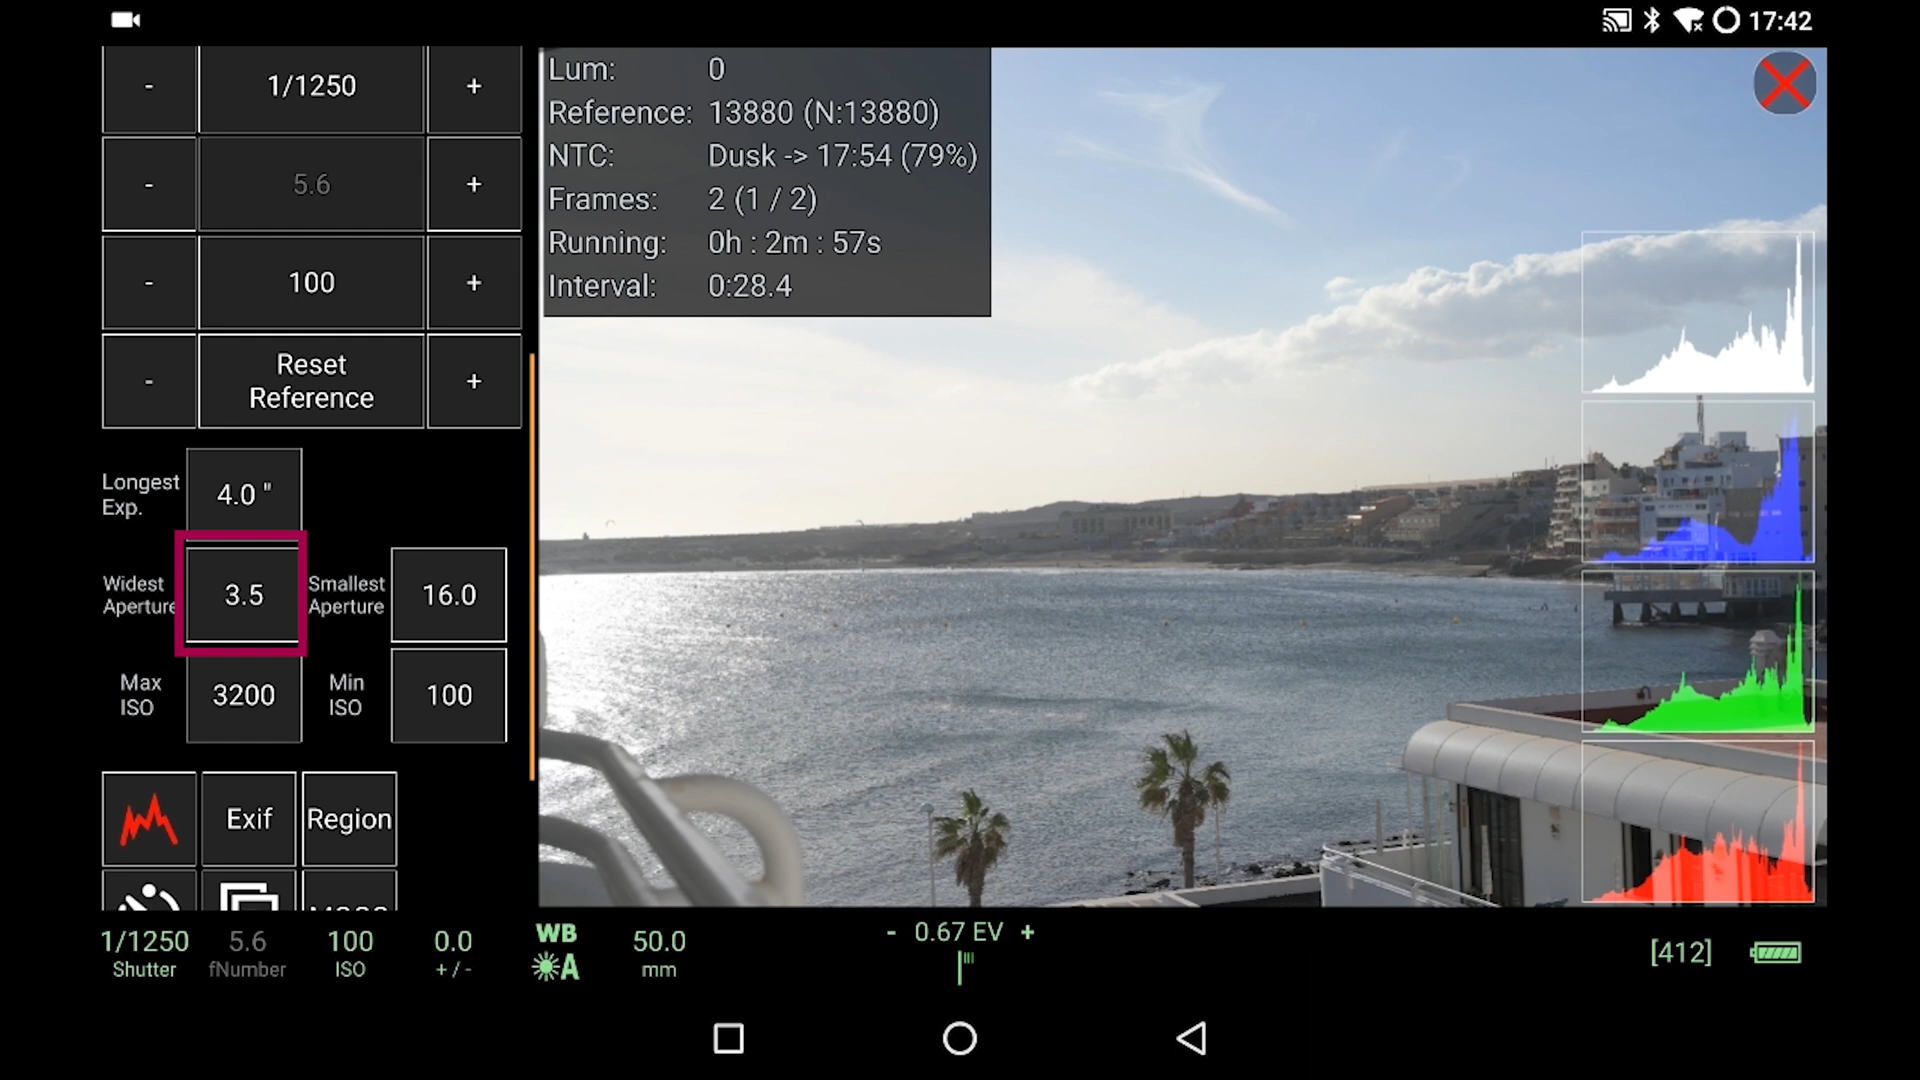 17:42
- 1/1250 +
- 5.6 +
- 100 +
- Reset Reference +
Longest Exp. 4.0 "
Widest Aperture 3.5 Smallest Aperture 16.0
Max ISO 3200 Min ISO 100
Exif Region
Lum: 0
Reference: 13880 (N:13880)
NTC: Dusk -> 17:54 (79%)
Frames: 2 (1 / 2)
Running: 0h : 2m : 57s
Interval: 0:28.4
1/1250 5.6 100 0.0 WB 50.0 - 0.67 EV + [412]
Shutter fNumber ISO + / - A mm